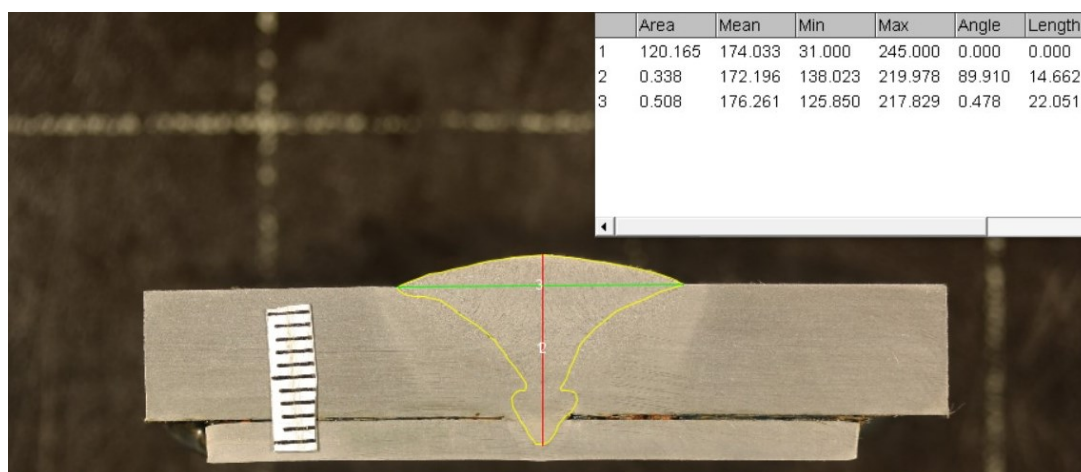 Area Mean Min Max Angle Length
1 120.165 174.033 31.000 245.000 0.000 0.000
2 0.338 172.196 138.023 219.978 89.910 14.662
3 0.508 176.261 125.850 217.829 0.478 22.051
3